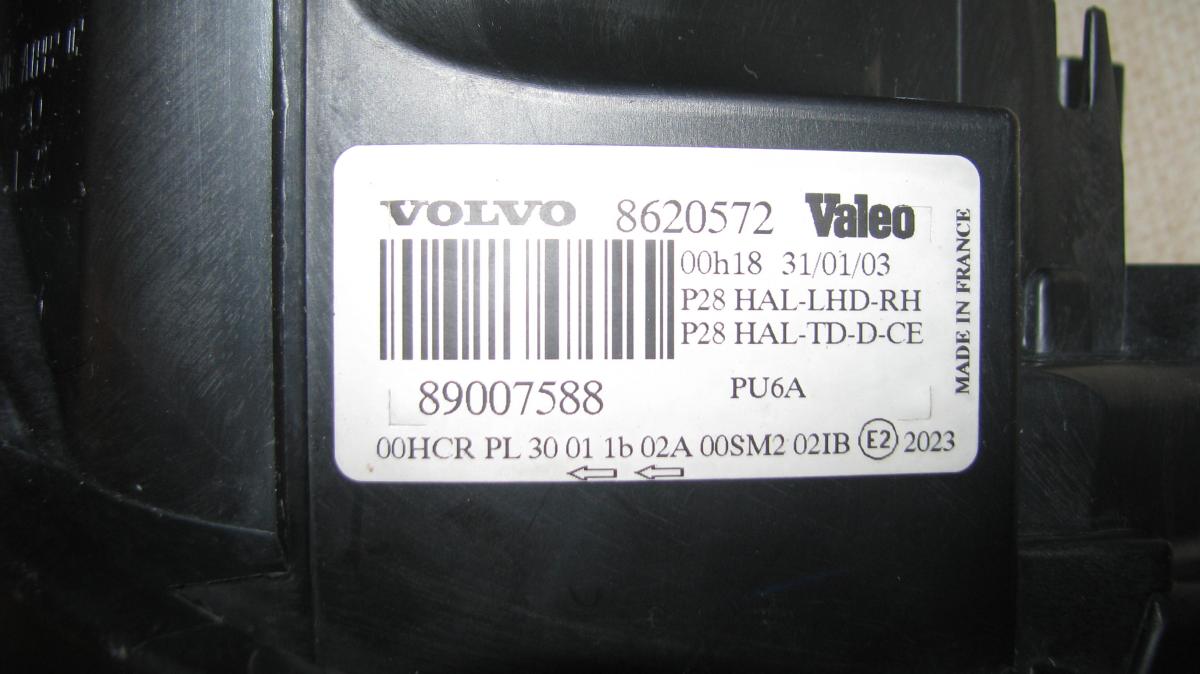 VOLVO 8620572 Valeo
00h18 31/01/03
P28 HAL-LHD-RH
P28 HAL-TD-D-CE
89007588 PU6A
00HCR PL 30 01 1b 02A 00SM2 02IB E2 2023
MADE IN FRANCE